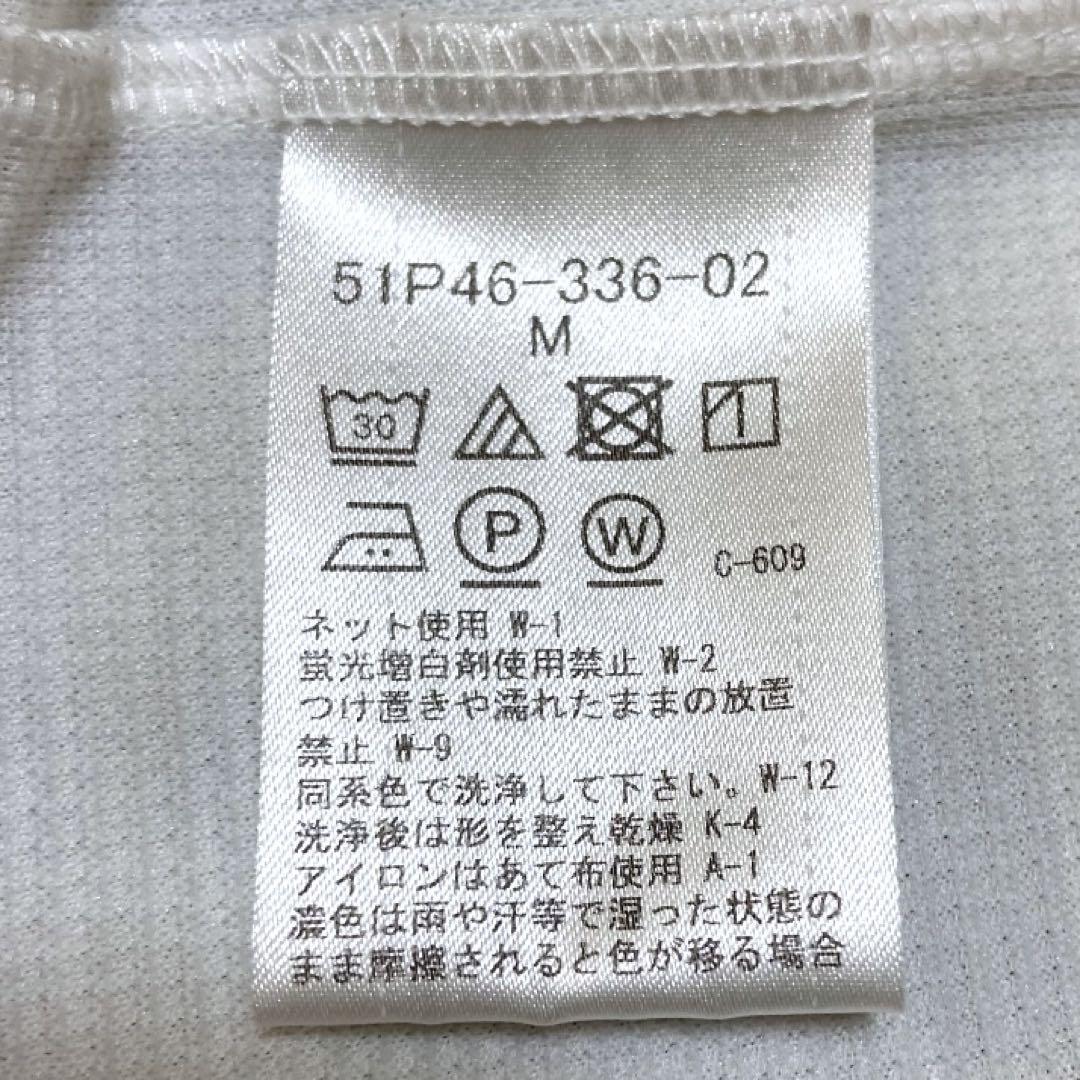 51P46-336-02
M
30
P W C-609
ネット使用 W-1
蛍光増白剤使用禁止 W-2
つけ置きや濡れたままの放置
禁止 W-9
同系色で洗浄して下さい。W-12
洗浄後は形を整え乾燥 K-4
アイロンはあて布使用 A-1
濃色は雨や汗等で湿った状態の
まま摩擦されると色が移る場合